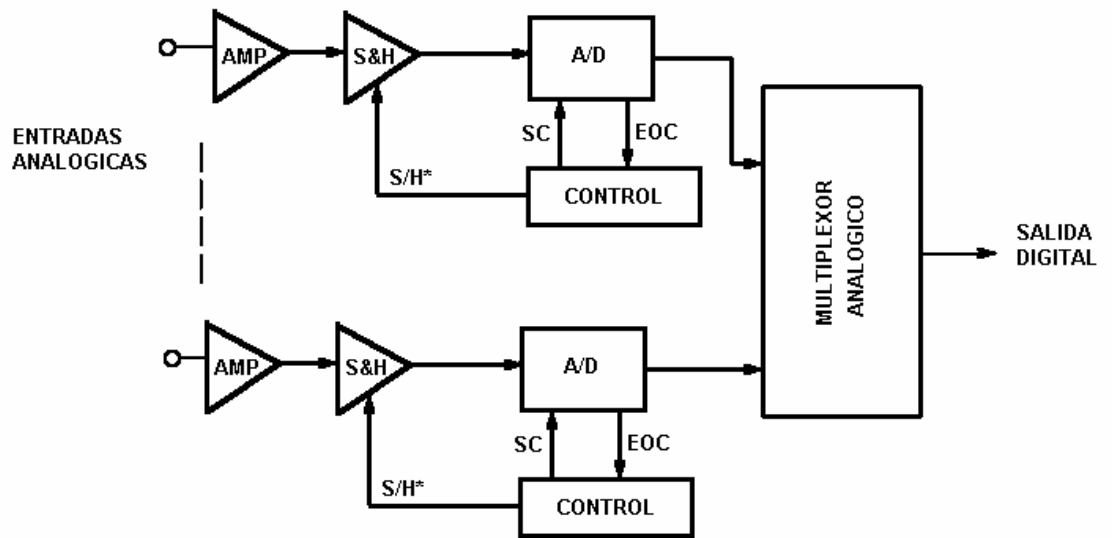 ENTRADAS
ANALOGICAS
AMP
S&H
A/D
SC
EOC
S/H*
CONTROL
MULTIPLEXOR
ANALOGICO
SALIDA
DIGITAL
AMP
S&H
A/D
SC
EOC
S/H*
CONTROL